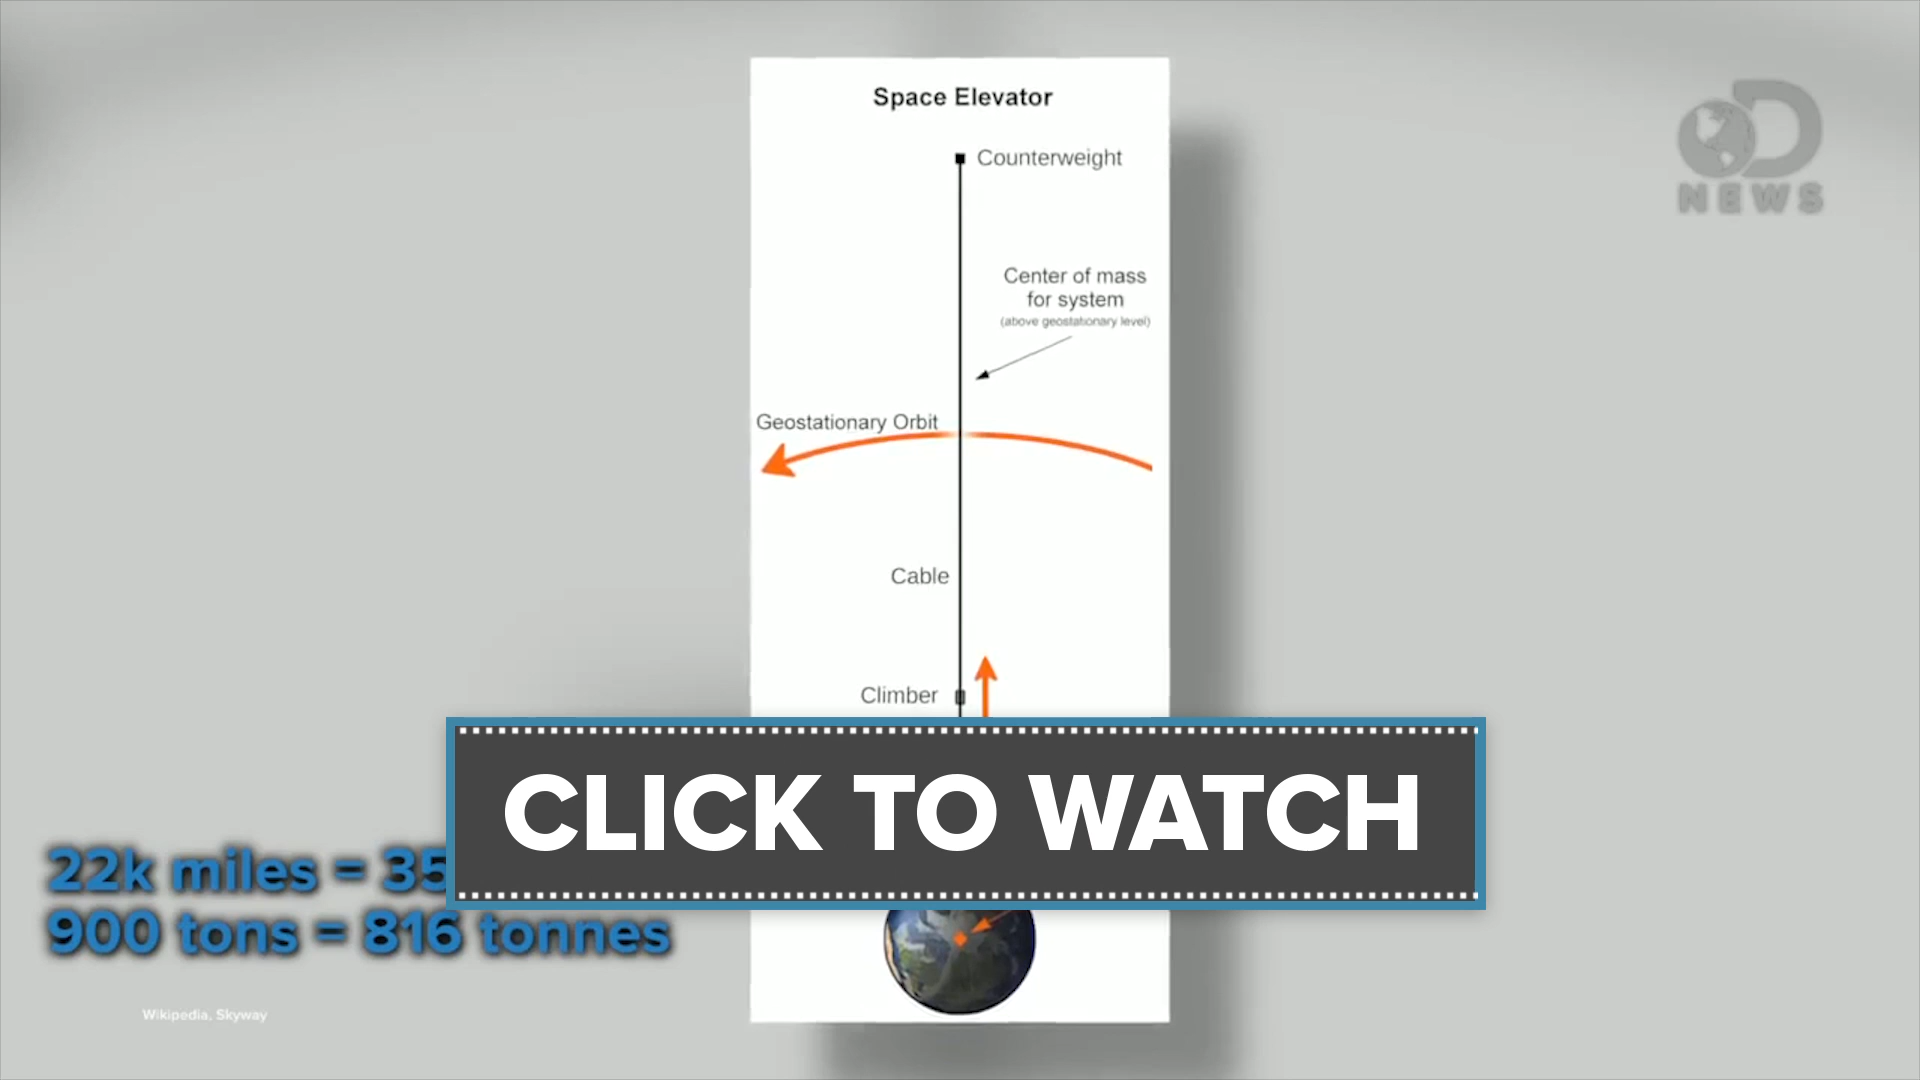 Space Elevator
Counterweight
Center of mass
for system
(above geostationary level)
Geostationary Orbit
Cable
Climber
CLICK TO WATCH
22k miles = 35
900 tons = 816 tonnes
Wikipedia, Skyway
D
NEWS